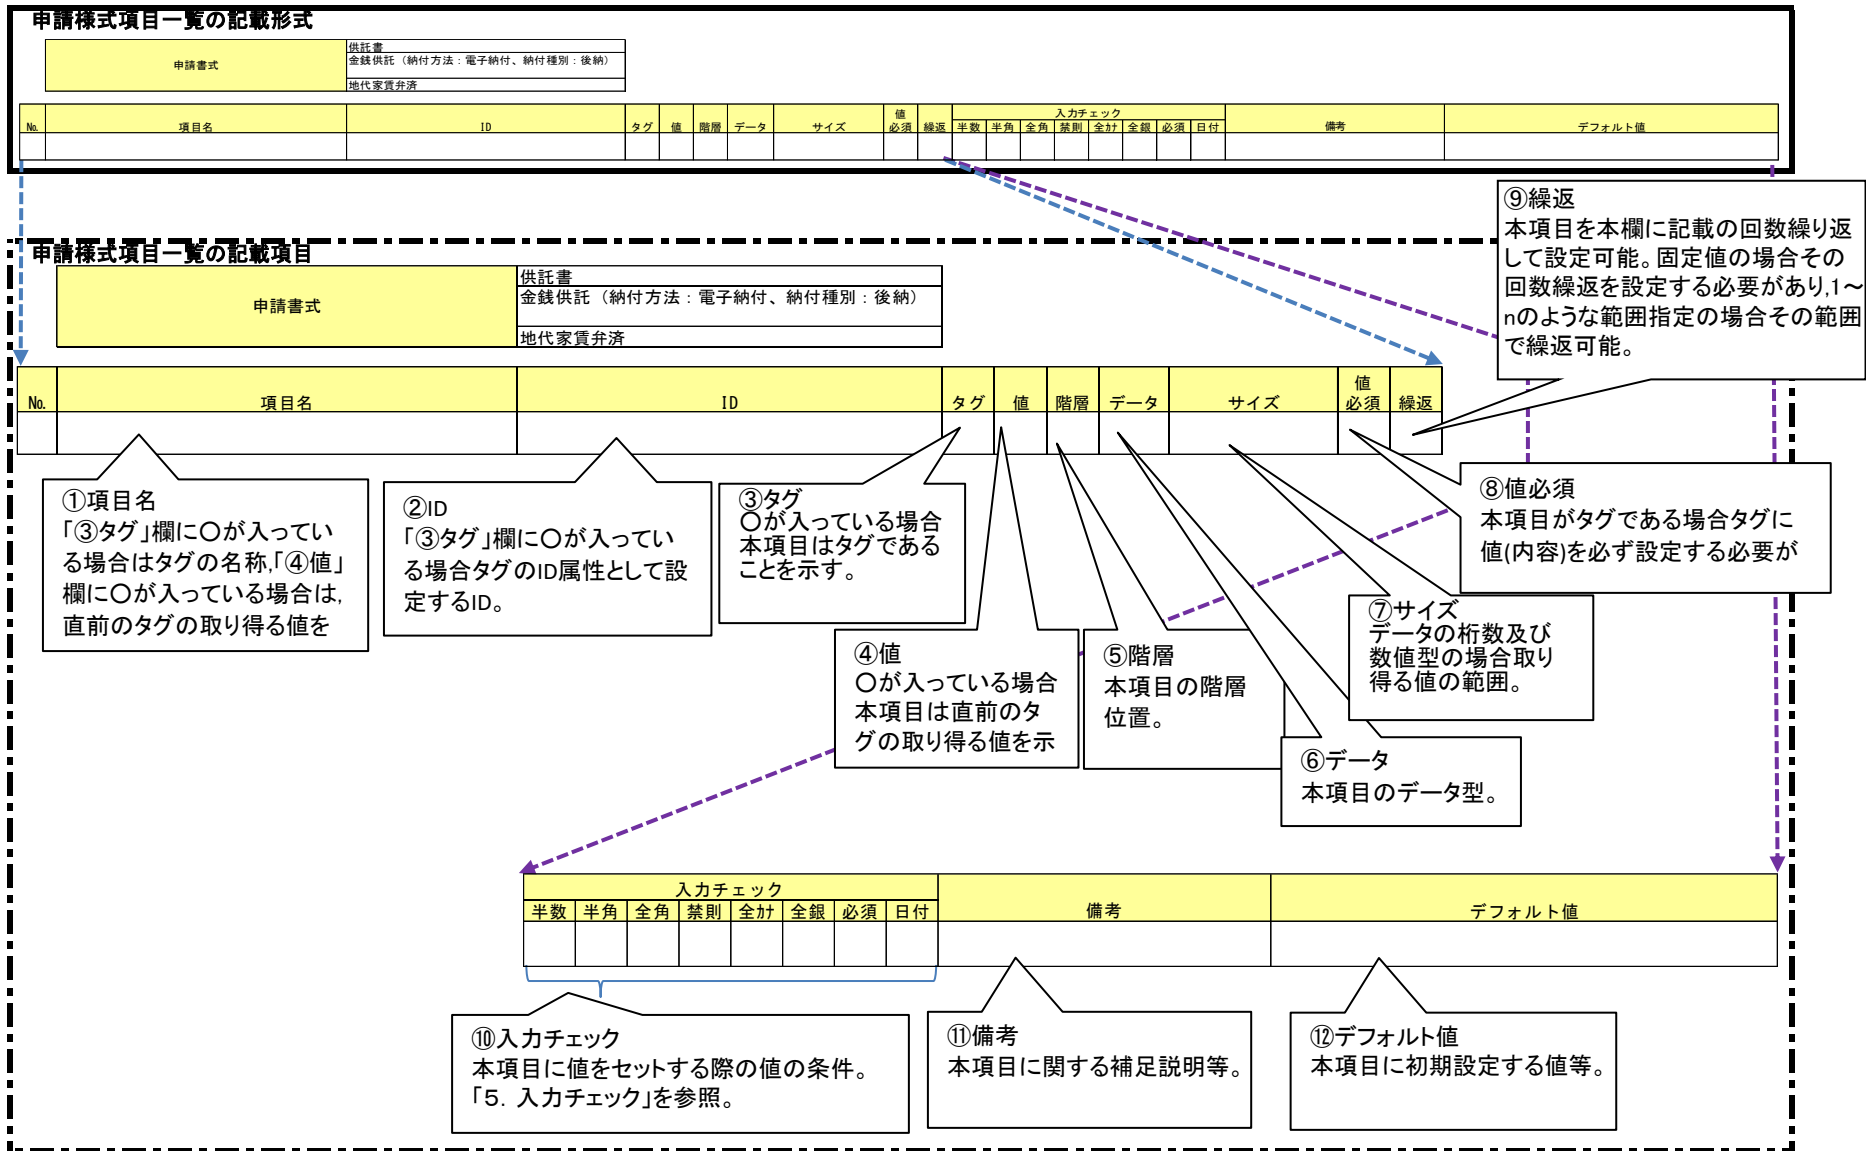 申請様式項目一覧の記載形式
申請書式
供託書
金銭供託（納付方法：電子納付、納付種別：後納）
地代家賃弁済
No. 項目名 ID タグ 値 階層 データ サイズ 値必須 繰返 入力チェック 備考 デフォルト値
半数 半角 全角 禁則 全ｶﾅ 全銀 必須 日付
申請様式項目一覧の記載項目
申請書式
供託書
金銭供託（納付方法：電子納付、納付種別：後納）
地代家賃弁済
No. 項目名 ID タグ 値 階層 データ サイズ 値必須 繰返
⑨繰返
本項目を本欄に記載の回数繰り返
して設定可能。固定値の場合その
回数繰返を設定する必要があり,1～
nのような範囲指定の場合その範囲
で繰返可能。
①項目名
「③タグ」欄に〇が入ってい
る場合はタグの名称,「④値」
欄に〇が入っている場合は,
直前のタグの取り得る値を
②ID
「③タグ」欄に〇が入ってい
る場合タグのID属性として設
定するID。
③タグ
〇が入っている場合
本項目はタグである
ことを示す。
④値
〇が入っている場合
本項目は直前のタ
グの取り得る値を示
⑤階層
本項目の階層
位置。
⑥データ
本項目のデータ型。
⑦サイズ
データの桁数及び
数値型の場合取り
得る値の範囲。
⑧値必須
本項目がタグである場合タグに
値(内容)を必ず設定する必要が
入力チェック 備考 デフォルト値
半数 半角 全角 禁則 全ｶﾅ 全銀 必須 日付
⑩入力チェック
本項目に値をセットする際の値の条件。
「５．入力チェック」を参照。
⑪備考
本項目に関する補足説明等。
⑫デフォルト値
本項目に初期設定する値等。